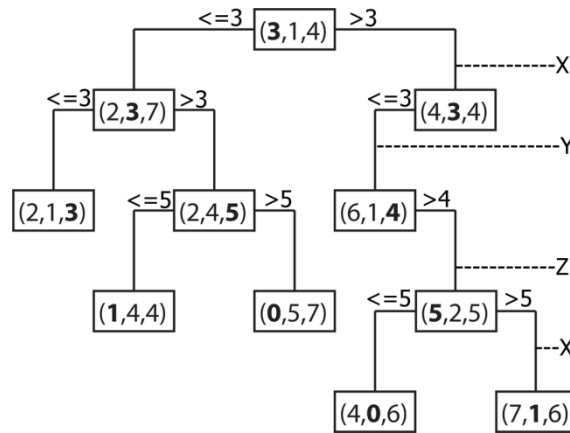 <=3 (3,1,4) >3
X
<=3 (2,3,7) >3 <=3 (4,3,4)
Y
(2,1,3) <=5 (2,4,5) >5 (6,1,4) >4
Z
(1,4,4) (0,5,7) <=5 (5,2,5) >5
X
(4,0,6) (7,1,6)